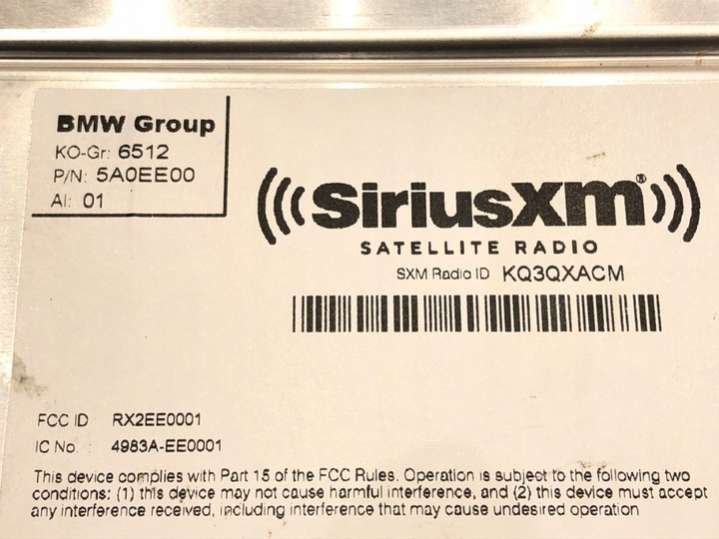 BMW Group
KO-Gr: 6512
P/N: 5A0EE00
AI: 01
SiriusXM®
SATELLITE RADIO
SXM Radio ID KQ3QXACM
FCC ID RX2EE0001
IC No. : 4983A-EE0001
This device complies with Part 15 of the FCC Rules. Operation is subject to the following two
conditions: (1) this device may not cause harmful interference, and (2) this device must accept
any interference received, including interference that may cause undesired operation